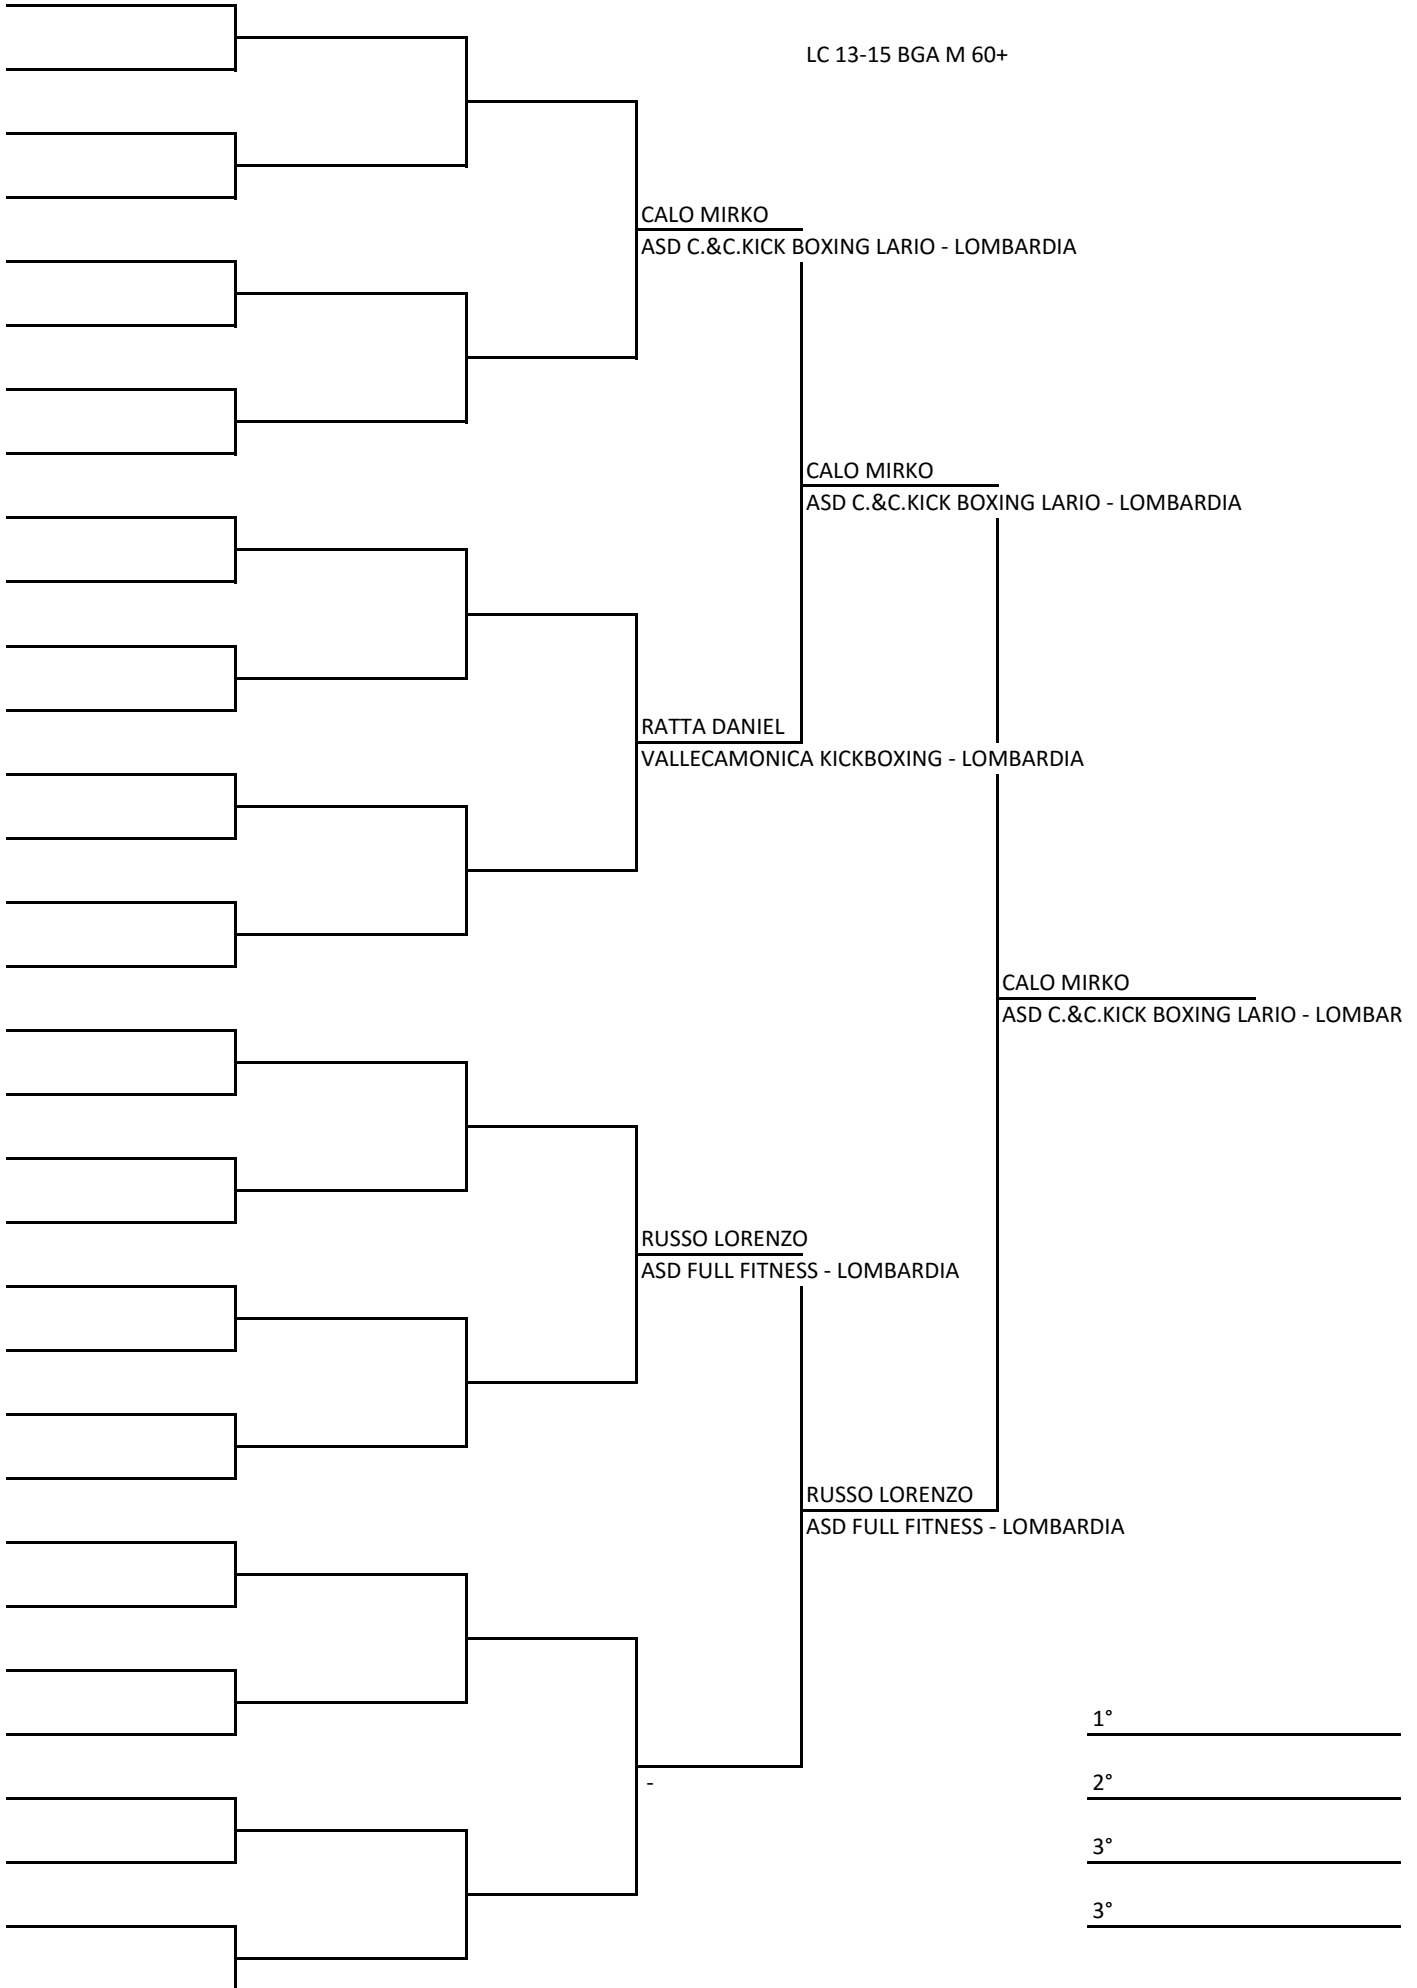 LC 13-15 BGA M 60+
CALO MIRKO
ASD C.&C.KICK BOXING LARIO - LOMBARDIA
CALO MIRKO
ASD C.&C.KICK BOXING LARIO - LOMBARDIA
RATTA DANIEL
VALLECAMONICA KICKBOXING - LOMBARDIA
CALO MIRKO
ASD C.&C.KICK BOXING LARIO - LOMBAR
RUSSO LORENZO
ASD FULL FITNESS - LOMBARDIA
RUSSO LORENZO
ASD FULL FITNESS - LOMBARDIA
1°
-
2°
3°
3°